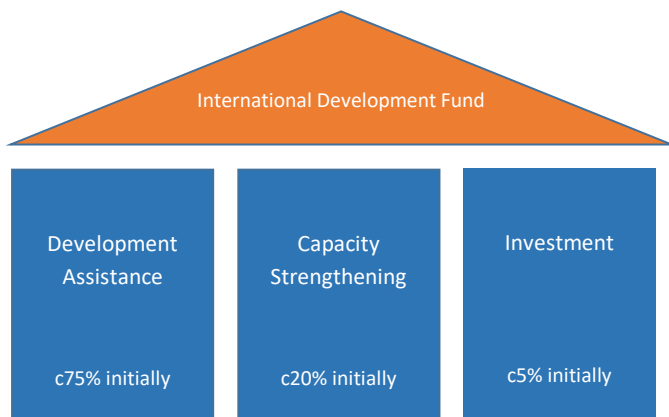 International Development Fund
Development
Assistance
c75% initially
Capacity
Strengthening
c20% initially
Investment
c5% initially